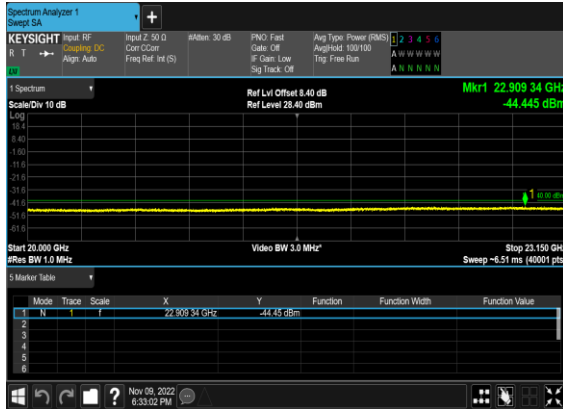 Spectrum Analyzer 1
Swept SA
+
KEYSIGHT Input: RF Input Z: 50 Ω #Atten: 30 dB PNO: Fast Avg Type: Power (RMS) 1 2 3 4 5 6
R T Coupling: DC Corr CCorr Gate: Off Avg|Hold: 100/100 A W W W W W
Align: Auto Freq Ref: Int (S) IF Gain: Low Trig: Free Run
LV Sig Track: Off A N N N N N
1 Spectrum Ref Lvl Offset 8.40 dB Mkr1 22.909 34 GHz
Scale/Div 10 dB Ref Level 28.40 dBm -44.445 dBm
Log
18.4
8.40
-1.60
-11.6
-21.6
-31.6
1 -40.00 dBm
-41.6
-51.6
-61.6
Start 20.000 GHz Video BW 3.0 MHz* Stop 23.150 GHz
#Res BW 1.0 MHz Sweep ~6.51 ms (40001 pts)
5 Marker Table
Mode Trace Scale X Y Function Function Width Function Value
1 N 1 f 22.909 34 GHz -44.45 dBm
2
3
4
5
6
? Nov 09, 2022
6:33:02 PM